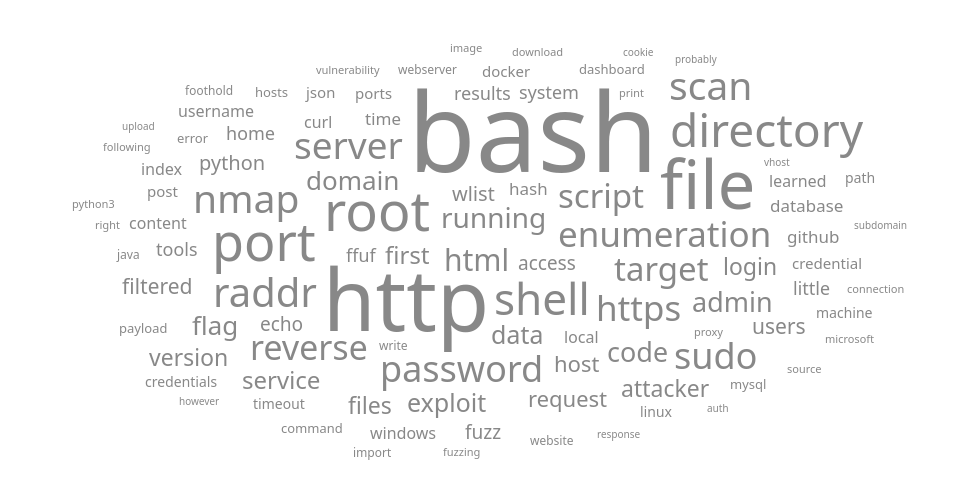 image download cookie
probably
vulnerability webserver docker dashboard
scan
foothold hosts json ports results system print
username
bash
upload error home curl time directory
following server
index python domain file vhost
post nmap wlist hash script learned path
python3 root database
right content running enumeration github subdomain
java tools port ffuf first html access target login credential
filtered raddr http shell https admin little connection
payload flag echo data local proxy users machine
version reverse write host code sudo microsoft
credentials service password attacker mysql source
however timeout files exploit request linux auth
command windows fuzz website response
import fuzzing